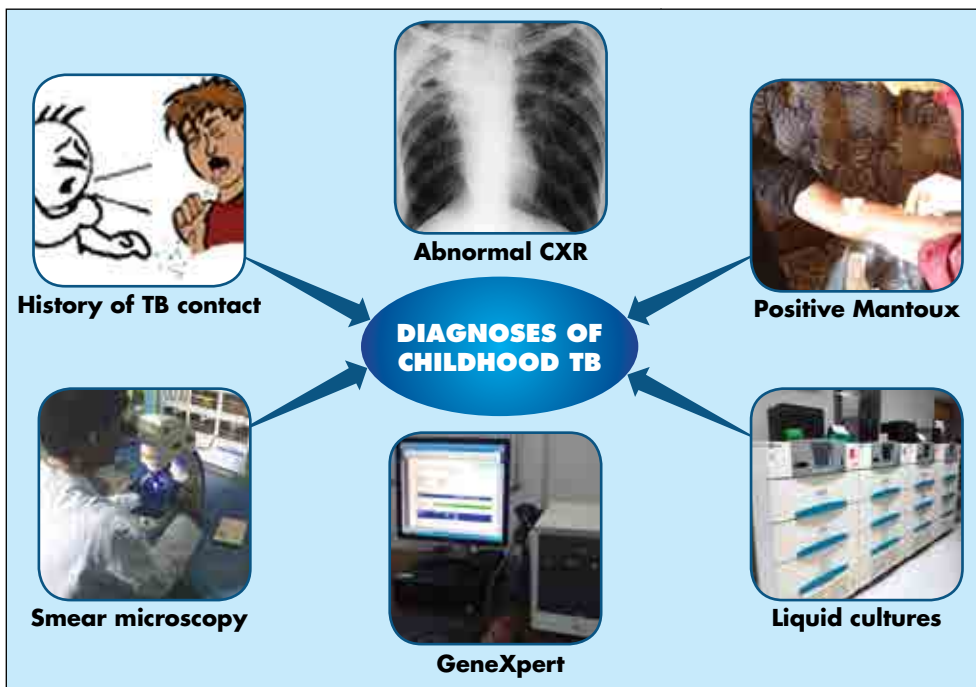 Abnormal CXR
History of TB contact
Positive Mantoux
DIAGNOSES OF
CHILDHOOD TB
Smear microscopy
GeneXpert
Liquid cultures